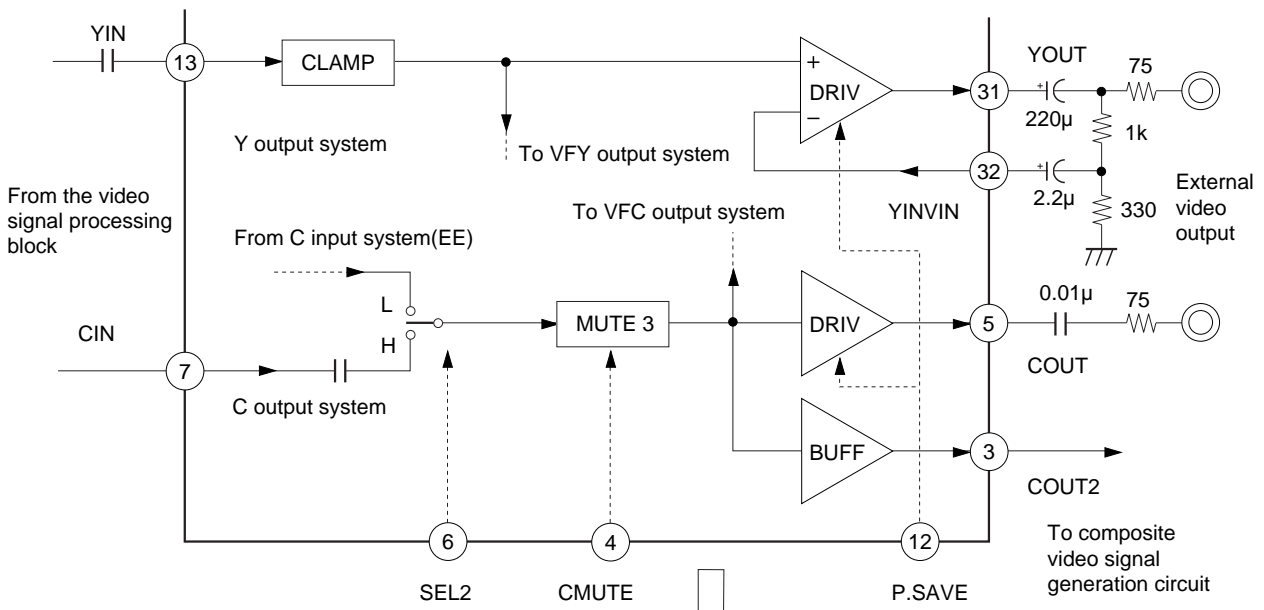 YIN
13
CLAMP
+
DRIV
−
31
YOUT
+
220µ
75
1k
Y output system
To VFY output system
32
YINVIN
+
2.2µ
330
External
video
output
From the video
signal processing
block
To VFC output system
From C input system(EE)
L
H
CIN
7
C output system
MUTE 3
DRIV
5
0.01µ
75
COUT
BUFF
3
COUT2
6
4
12
SEL2
CMUTE
P.SAVE
To composite
video signal
generation circuit